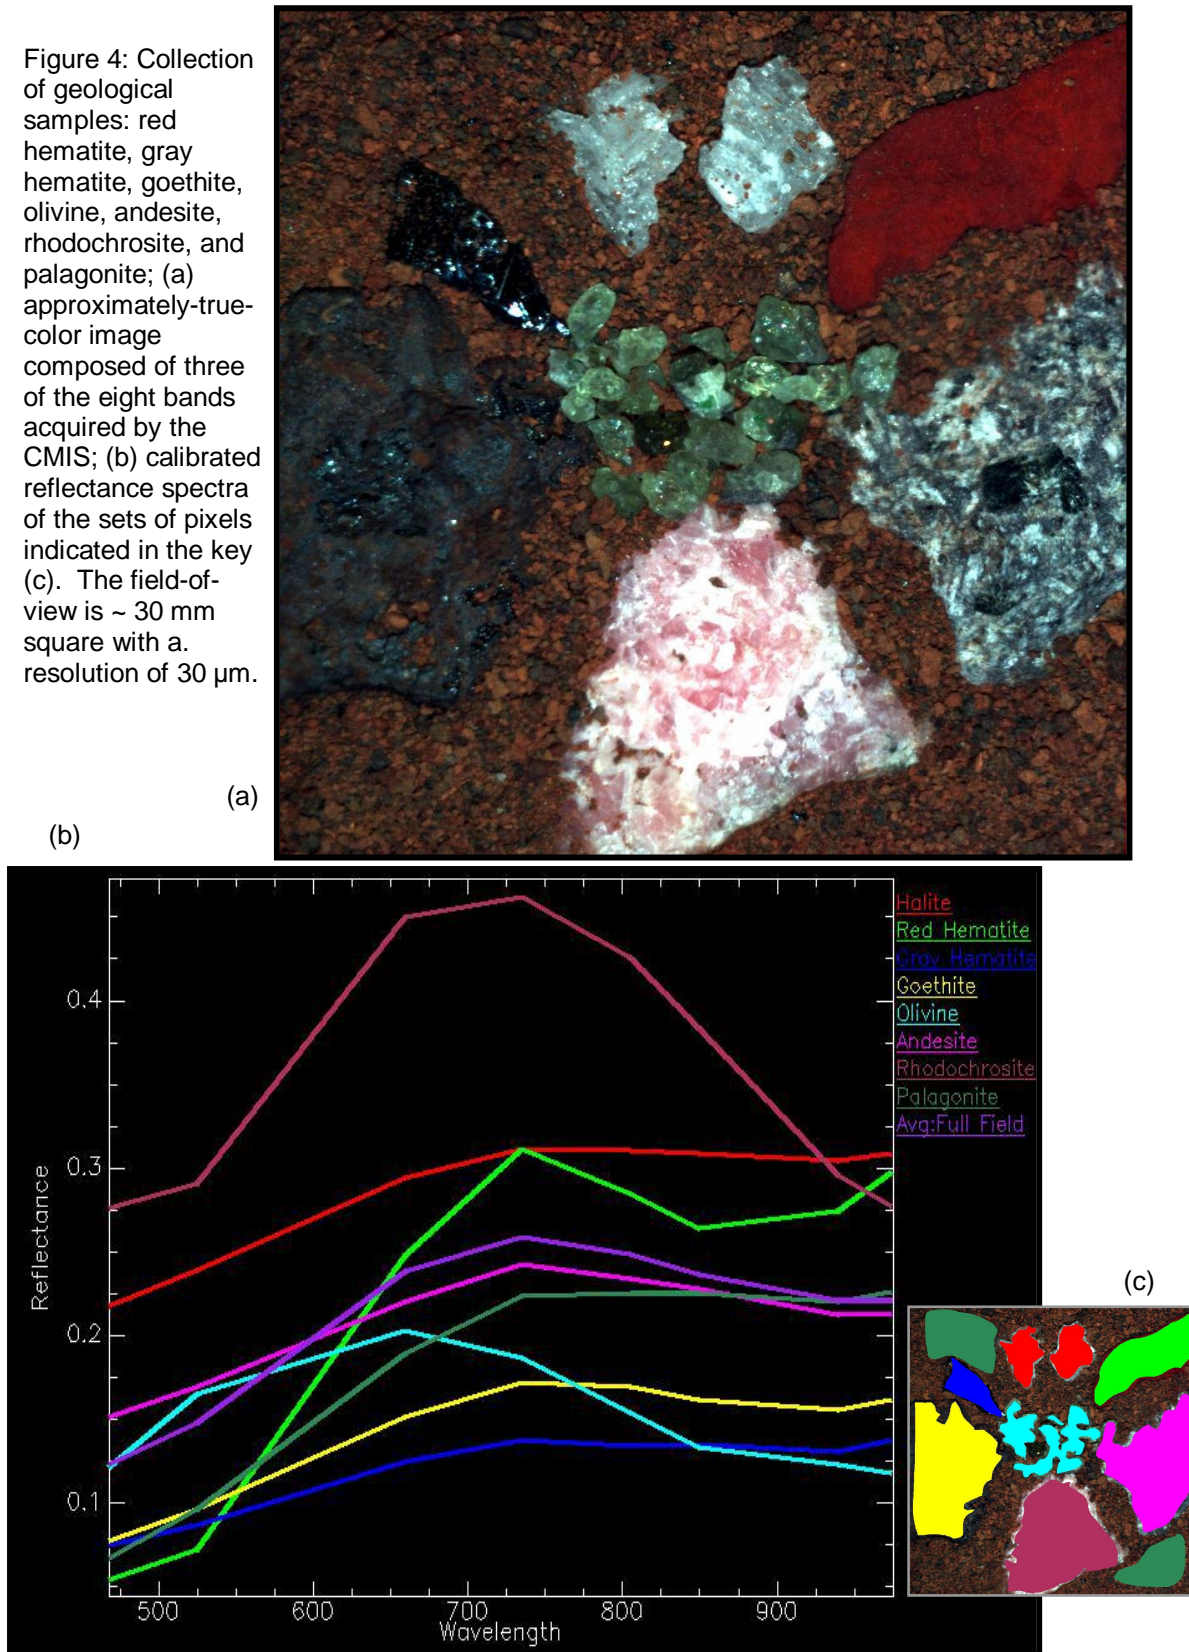 Figure 4: Collection
of geological
samples: red
hematite, gray
hematite, goethite,
olivine, andesite,
rhodochrosite, and
palagonite; (a)
approximately-true-
color image
composed of three
of the eight bands
acquired by the
CMIS; (b) calibrated
reflectance spectra
of the sets of pixels
indicated in the key
(c). The field-of-
view is ~ 30 mm
square with a.
resolution of 30 µm.
(a)
(b)
Halite
Red Hematite
Gray Hematite
Goethite
Olivine
Andesite
Rhodochrosite
Palagonite
Avg:Full Field
0.4
0.3
0.2
0.1
Reflectance
500
600
700
800
900
Wavelength
(c)